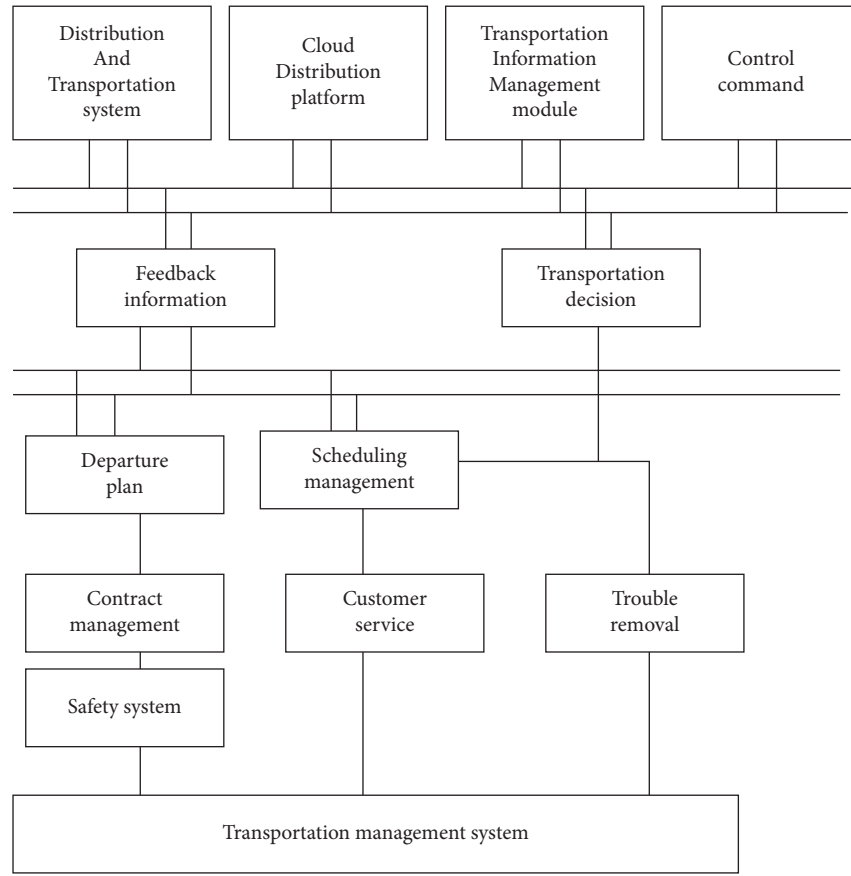 Distribution
And
Transportation
system
Cloud
Distribution
platform
Transportation
Information
Management
module
Control
command
Feedback
information
Transportation
decision
Departure
plan
Scheduling
management
Contract
management
Customer
service
Trouble
removal
Safety system
Transportation management system